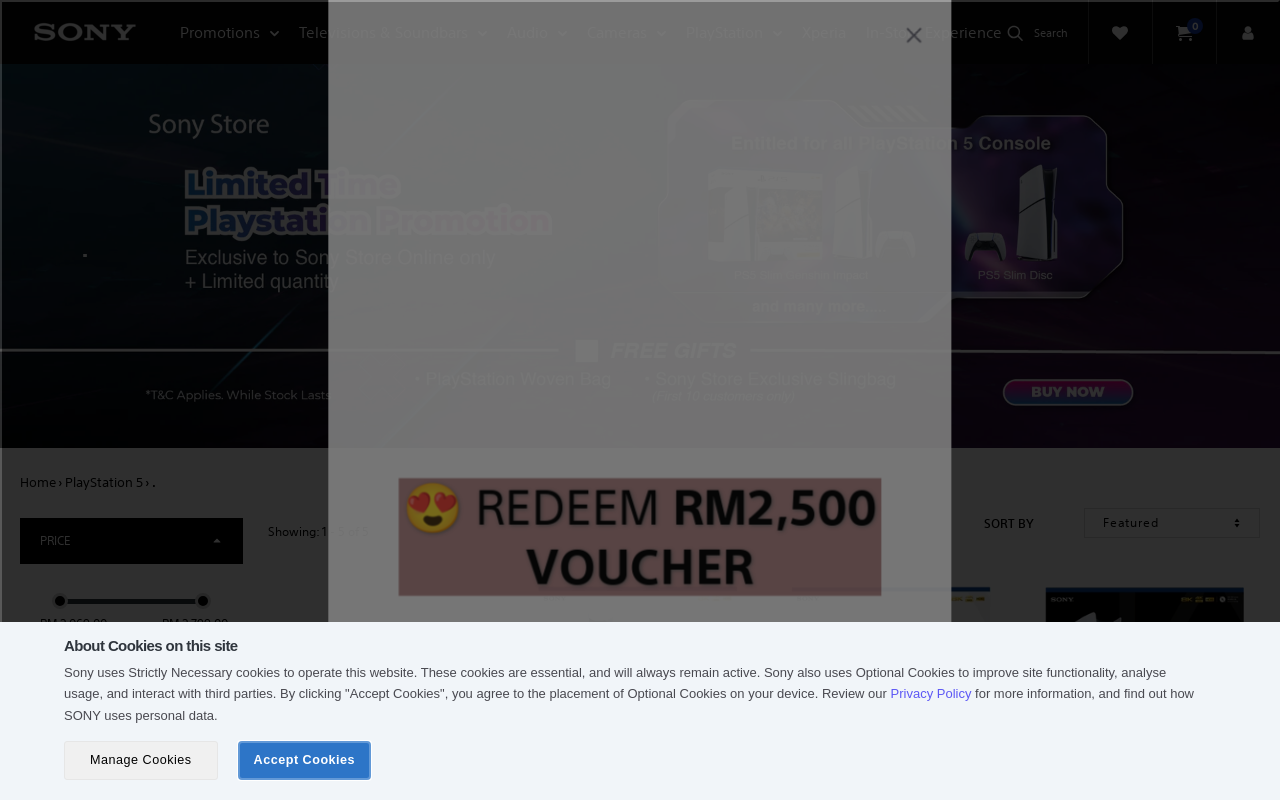 SONY
Promotions
Televisions & Soundbars
Audio
Cameras
PlayStation
Xperia
In-Store Experience
Search
0
Sony Store
Limited Time
Playstation Promotion
Exclusive to Sony Store Online only
+ Limited quantit
Entitled for all PlayStation 5 Console
PS5 Slim Disc
and many more
FREE GIFTS
• PlayStation Woven Bag
• Sony Store Exclusive Slingbag
*T&C Applies. While Stock Lasts
BUY NOW
Home › PlayStation 5 › .
PRICE
Showing: 1
SORT BY
Featured
REDEEM RM2,500
VOUCHER
SONY
About Cookies on this site
Sony uses Strictly Necessary cookies to operate this website. These cookies are essential, and will always remain active. Sony also uses Optional Cookies to improve site functionality, analyse
usage, and interact with third parties. By clicking "Accept Cookies", you agree to the placement of Optional Cookies on your device. Review our Privacy Policy for more information, and find out how
SONY uses personal data.
Manage Cookies
Accept Cookies